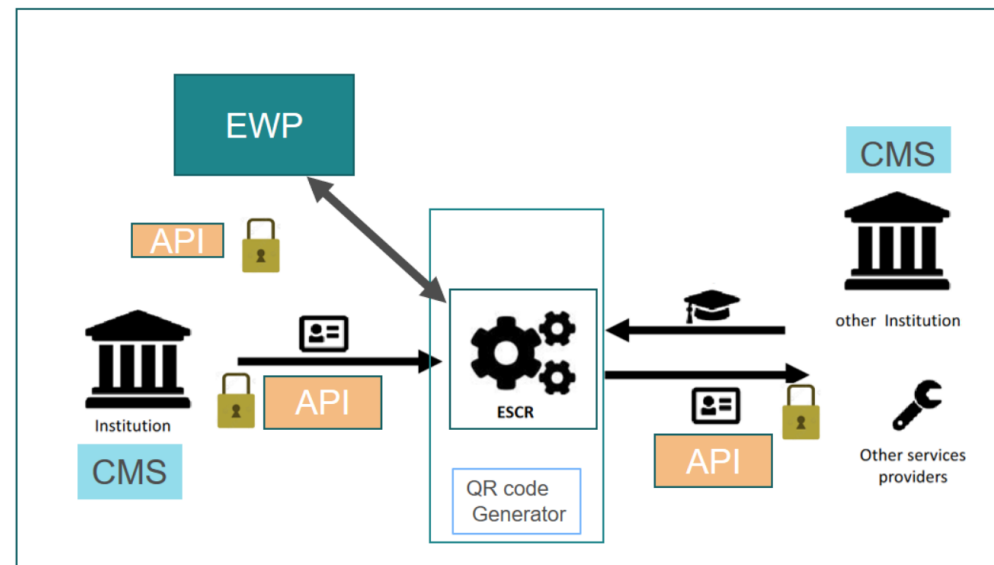 EWP
CMS
API
other  Institution
API
ESCR
Institution
CMS
API
Other services
providers
QR code
Generator